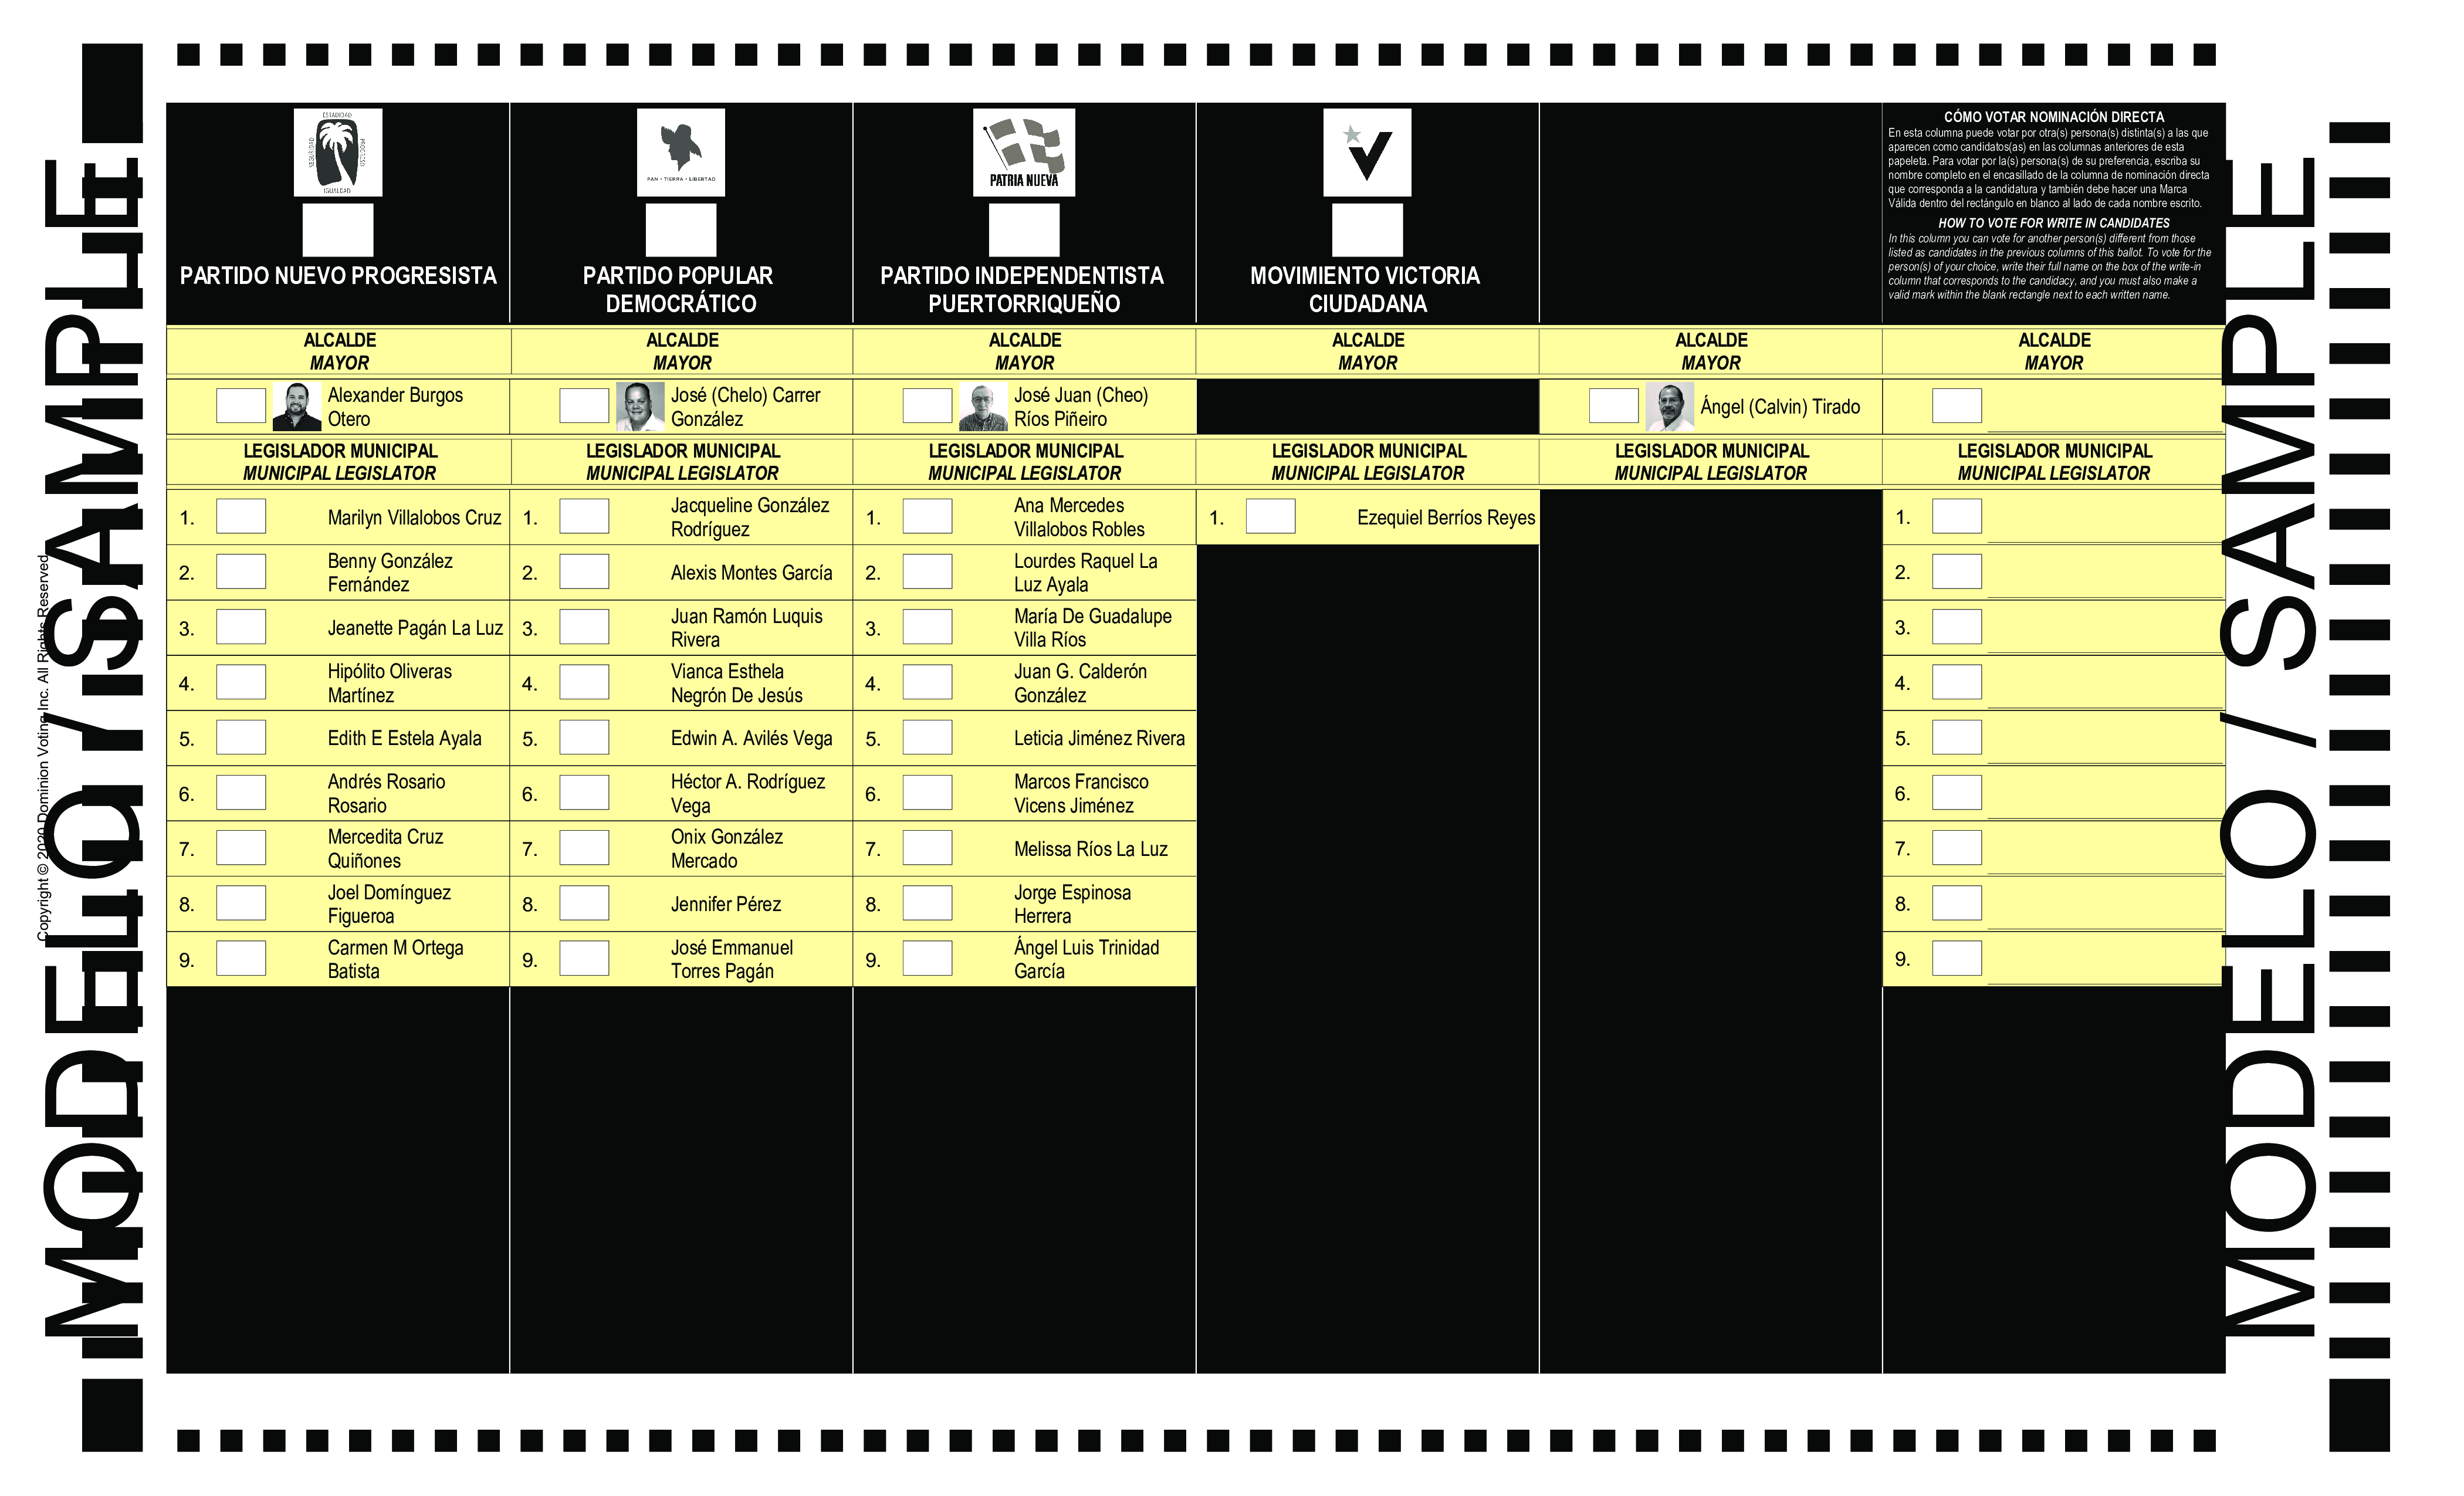 MODELO / SAMPLE
Copyright © 2020 Dominion Voting Inc. All Rights Reserved
ESTADIDAD
SEGURIDAD
PROGRESO
IGUALDAD
PARTIDO NUEVO PROGRESISTA
PAN • TIERRA • LIBERTAD
PARTIDO POPULAR
DEMOCRÁTICO
PATRIA NUEVA
PARTIDO INDEPENDENTISTA
PUERTORRIQUEÑO
MOVIMIENTO VICTORIA
CIUDADANA
CÓMO VOTAR NOMINACIÓN DIRECTA
En esta columna puede votar por otra(s) persona(s) distinta(s) a las que
aparecen como candidatos(as) en las columnas anteriores de esta
papeleta. Para votar por la(s) persona(s) de su preferencia, escriba su
nombre completo en el encasillado de la columna de nominación directa
que corresponda a la candidatura y también debe hacer una Marca
Válida dentro del rectángulo en blanco al lado de cada nombre escrito.
HOW TO VOTE FOR WRITE IN CANDIDATES
In this column you can vote for another person(s) different from those
listed as candidates in the previous columns of this ballot. To vote for the
person(s) of your choice, write their full name on the box of the write-in
column that corresponds to the candidacy, and you must also make a
valid mark within the blank rectangle next to each written name.
ALCALDE
MAYOR
Alexander Burgos
Otero
LEGISLADOR MUNICIPAL
MUNICIPAL LEGISLATOR
1. Marilyn Villalobos Cruz
2. Benny González
Fernández
3. Jeanette Pagán La Luz
4. Hipólito Oliveras
Martínez
5. Edith E Estela Ayala
6. Andrés Rosario
Rosario
7. Mercedita Cruz
Quiñones
8. Joel Domínguez
Figueroa
9. Carmen M Ortega
Batista
ALCALDE
MAYOR
José (Chelo) Carrer
González
LEGISLADOR MUNICIPAL
MUNICIPAL LEGISLATOR
1. Jacqueline González
Rodríguez
2. Alexis Montes García
3. Juan Ramón Luquis
Rivera
4. Vianca Esthela
Negrón De Jesús
5. Edwin A. Avilés Vega
6. Héctor A. Rodríguez
Vega
7. Onix González
Mercado
8. Jennifer Pérez
9. José Emmanuel
Torres Pagán
ALCALDE
MAYOR
José Juan (Cheo)
Ríos Piñeiro
LEGISLADOR MUNICIPAL
MUNICIPAL LEGISLATOR
1. Ana Mercedes
Villalobos Robles
2. Lourdes Raquel La
Luz Ayala
3. María De Guadalupe
Villa Ríos
4. Juan G. Calderón
González
5. Leticia Jiménez Rivera
6. Marcos Francisco
Vicens Jiménez
7. Melissa Ríos La Luz
8. Jorge Espinosa
Herrera
9. Ángel Luis Trinidad
García
ALCALDE
MAYOR
LEGISLADOR MUNICIPAL
MUNICIPAL LEGISLATOR
1. Ezequiel Berríos Reyes
ALCALDE
MAYOR
Ángel (Calvin) Tirado
LEGISLADOR MUNICIPAL
MUNICIPAL LEGISLATOR
ALCALDE
MAYOR
LEGISLADOR MUNICIPAL
MUNICIPAL LEGISLATOR
1.
2.
3.
4.
5.
6.
7.
8.
9.
MODELO / SAMPLE